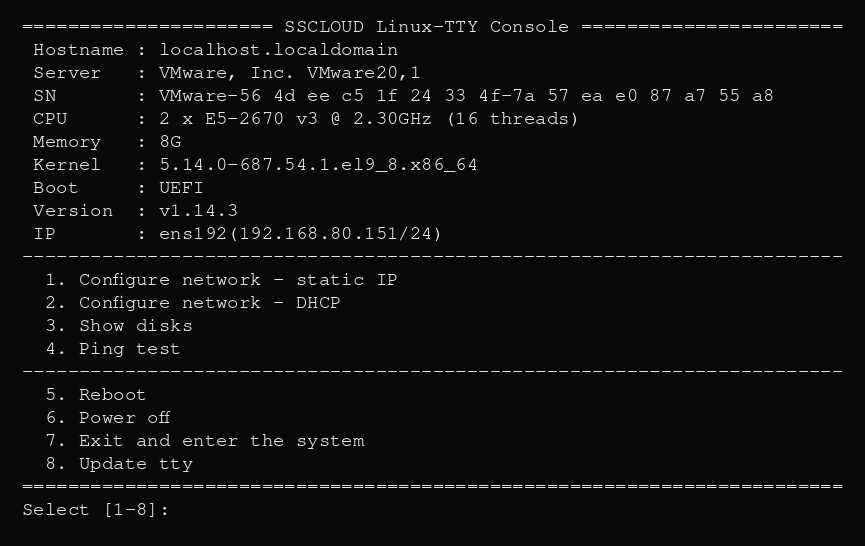 ====================== SSCLOUD Linux-TTY Console =======================
Hostname : localhost.localdomain
Server   : VMware, Inc. VMware20,1
SN       : VMware-56 4d ee c5 1f 24 33 4f-7a 57 ea e0 87 a7 55 a8
CPU      : 2 x E5-2670 v3 @ 2.30GHz (16 threads)
Memory   : 8G
Kernel   : 5.14.0-687.54.1.el9_8.x86_64
Boot     : UEFI
Version  : v1.14.3
IP       : ens192(192.168.80.151/24)
------------------------------------------------------------------------
1. Configure network - static IP
2. Configure network - DHCP
3. Show disks
4. Ping test
------------------------------------------------------------------------
5. Reboot
6. Power off
7. Exit and enter the system
8. Update tty
========================================================================
Select [1-8]: